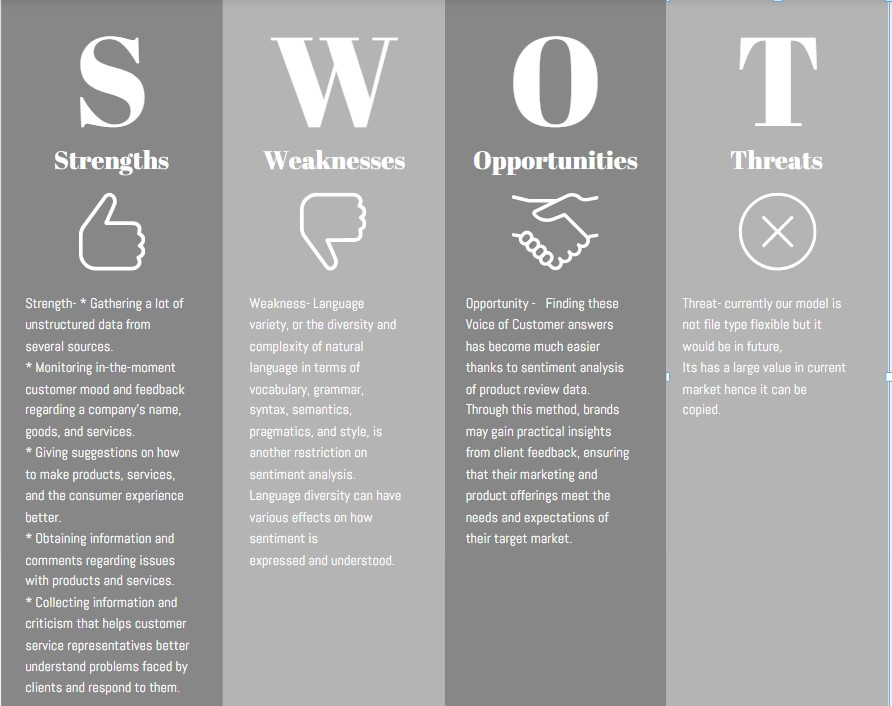 S
Strengths
Strength- * Gathering a lot of
unstructured data from
several sources.
* Monitoring in-the-moment
customer mood and feedback
regarding a company's name,
goods, and services.
* Giving suggestions on how
to make products, services,
and the consumer experience
better.
* Obtaining information and
comments regarding issues
with products and services.
* Collecting information and
criticism that helps customer
service representatives better
understand problems faced by
clients and respond to them.
W
Weaknesses
Weakness- Language
variety, or the diversity and
complexity of natural
language in terms of
vocabulary, grammar,
syntax, semantics,
pragmatics, and style, is
another restriction on
sentiment analysis.
Language diversity can have
various effects on how
sentiment is
expressed and understood.
O
Opportunities
Opportunity - Finding these
Voice of Customer answers
has become much easier
thanks to sentiment analysis
of product review data.
Through this method, brands
may gain practical insights
from client feedback, ensuring
that their marketing and
product offerings meet the
needs and expectations of
their target market.
T
Threats
Threat- currently our model is
not file type flexible but it
would be in future,
Its has a large value in current
market hence it can be
copied.